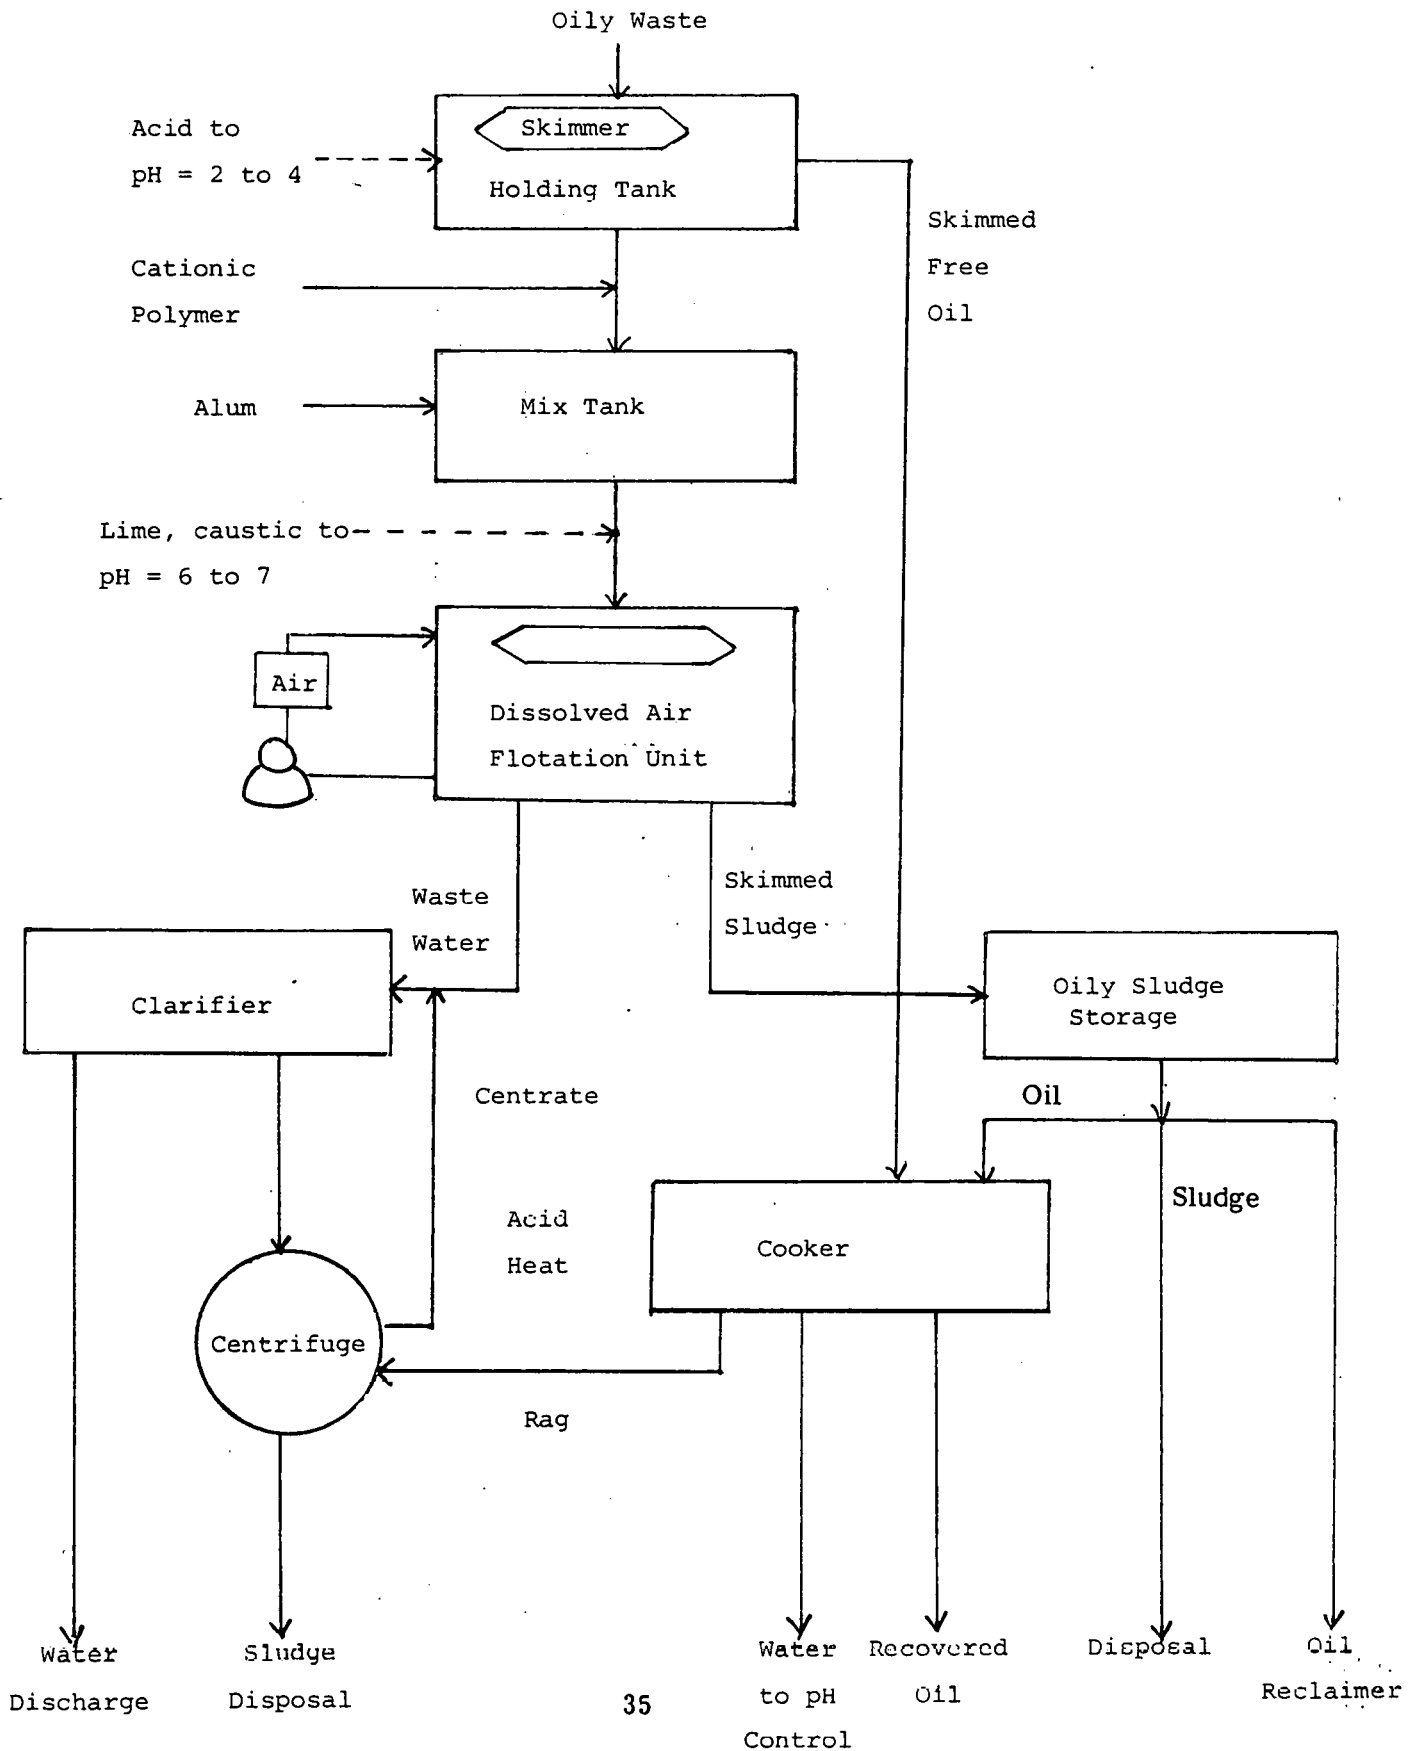 Oily Waste
Skimmer
Holding Tank
Acid to
pH = 2 to 4
Skimmed
Free
Oil
Cationic
Polymer
Alum
Mix Tank
Lime, caustic to
pH = 6 to 7
Air
Dissolved Air
Flotation Unit
Waste
Water
Skimmed
Sludge
Clarifier
Oily Sludge
Storage
Centrate
Oil
Sludge
Acid
Heat
Cooker
Centrifuge
Rag
Water
Discharge
Sludge
Disposal
Water
to pH
Control
Recovered
Oil
Disposal
Oil
Reclaimer
35